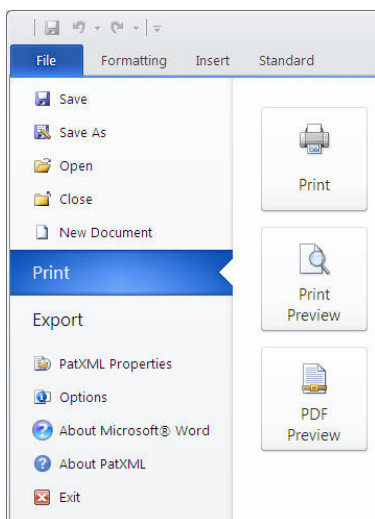 File Formatting Insert Standard
Save
Save As
Open
Close
New Document
Print
Export
PatXML Properties
Options
About Microsoft® Word
About PatXML
Exit
Print
Print
Preview
PDF
Preview